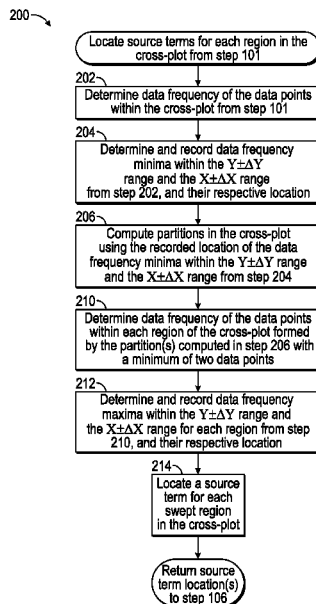 200
Locate source terms for each region in the
cross-plot from step 101
202
Determine data frequency of the data points
within the cross-plot from step 101
204
Determine and record data frequency
minima within the Y±ΔY
range and the X±ΔX range
from step 202, and their respective location
206
Compute partitions in the cross-plot
using the recorded location of the data
frequency minima within the Y±ΔY range
and the X±ΔX range from step 204
210
Determine data frequency of the data points
within each region of the cross-plot formed
by the partition(s) computed in step 206 with
a minimum of two data points
212
Determine and record data frequency
maxima within the Y±ΔY range and
the X±ΔX range for each region from step
210, and their respective location
214
Locate a source
term for each
swept region
in the cross-plot
Return source
term location(s)
to step 106